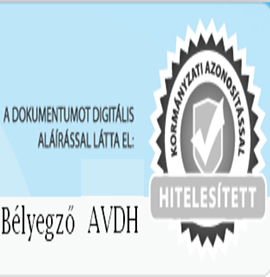 A DOKUMENTUMOT DIGITÁLIS
ALÁÍRÁSSAL LÁTTA EL:
KORMÁNYZATI AZONOSÍTÁSSAL
HITELESÍTETT
Bélyegző AVDH